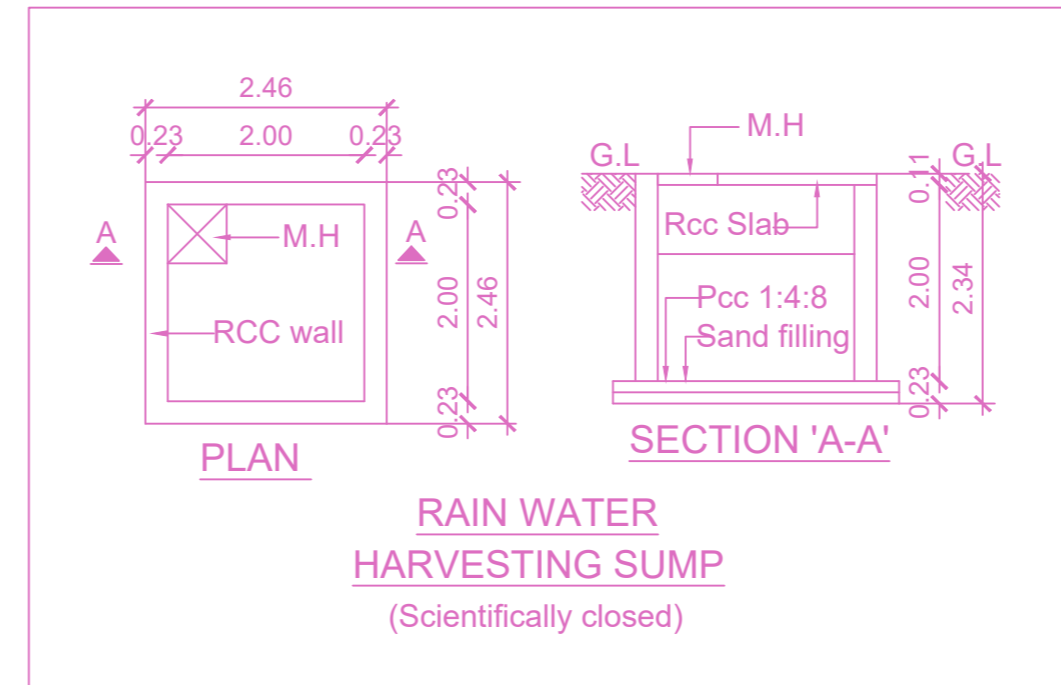 2.46
0.23 2.00 0.23
A
M.H
A
RCC wall
0.23
2.00
0.23
2.46
PLAN
M.H
G.L
G.L
Rcc Slab
Pcc 1:4:8
Sand filling
0.11
2.00
0.23
2.34
SECTION 'A-A'
RAIN WATER
HARVESTING SUMP
(Scientifically closed)